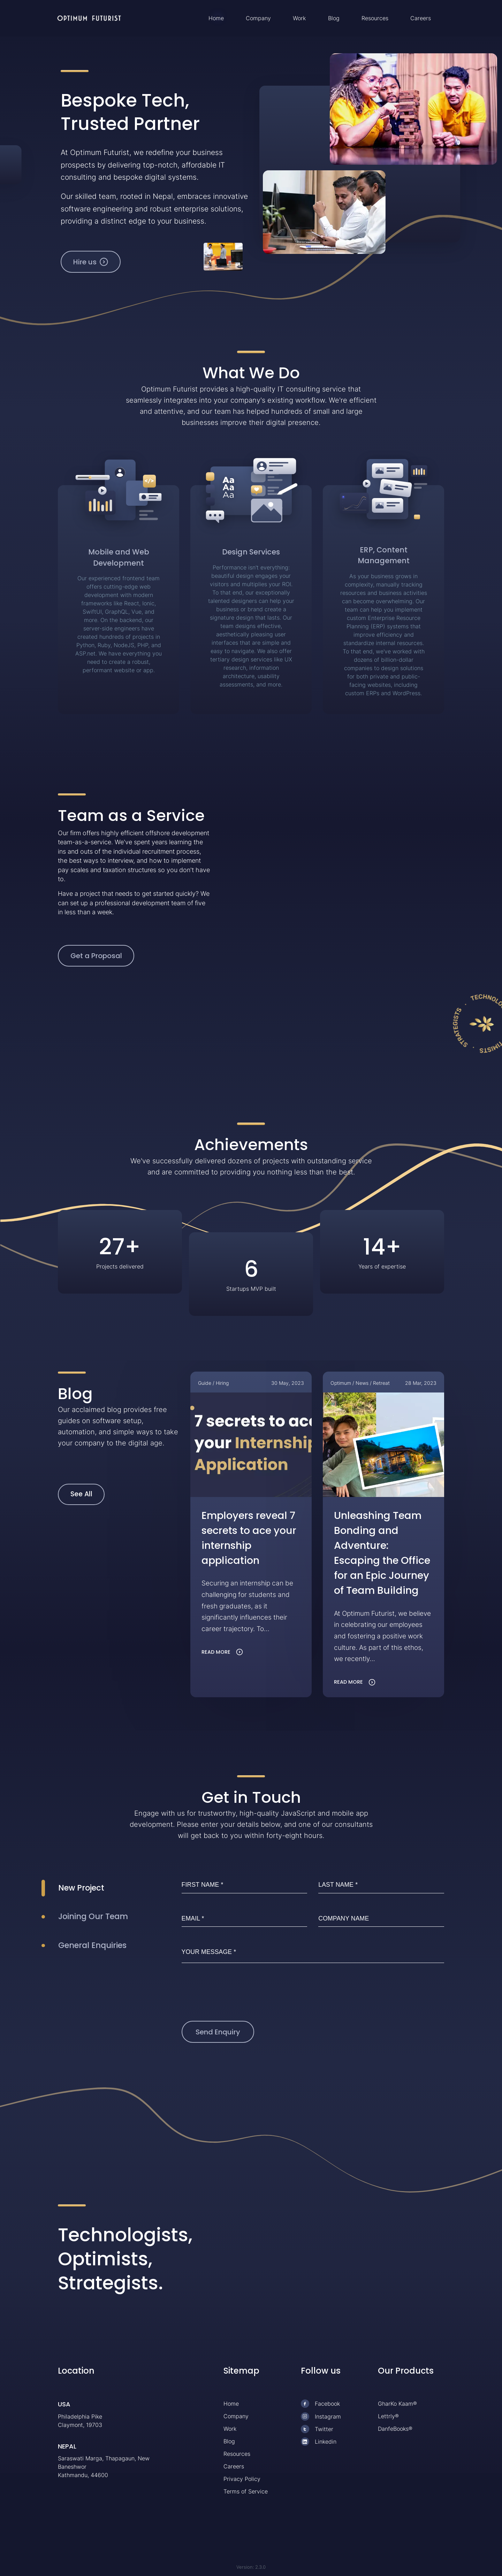 OPTIMUM FUTURIST
Home
Company
Work
Blog
Resources
Careers
Bespoke Tech,
Trusted Partner
At Optimum Futurist, we redefine your business
prospects by delivering top-notch, affordable IT
consulting and bespoke digital systems.
Our skilled team, rooted in Nepal, embraces innovative
software engineering and robust enterprise solutions,
providing a distinct edge to your business.
Hire us
What We Do
Optimum Futurist provides a high-quality IT consulting service that
seamlessly integrates into your company's existing workflow. We're efficient
and attentive, and our team has helped hundreds of small and large
businesses improve their digital presence.
Aa
Aa
Aa
Mobile and Web
Development
Our experienced frontend team
offers cutting-edge web
development with modern
frameworks like React, Ionic,
SwiftUI, GraphQL, Vue, and
more. On the backend, our
server-side engineers have
created hundreds of projects in
Python, Ruby, NodeJS, PHP, and
ASP.net. We have everything you
need to create a robust,
performant website or app.
Design Services
Performance isn't everything:
beautiful design engages your
visitors and multiplies your ROI.
To that end, our exceptionally
talented designers can help your
business or brand create a
signature design that lasts. Our
team designs effective,
aesthetically pleasing user
interfaces that are simple and
easy to navigate. We also offer
tertiary design services like UX
research, information
architecture, usability
assessments, and more.
ERP, Content
Management
As your business grows in
complexity, manually tracking
resources and business activities
can become overwhelming. Our
team can help you implement
custom Enterprise Resource
Planning (ERP) systems that
improve efficiency and
standardize internal resources.
To that end, we've worked with
dozens of billion-dollar
companies to design solutions
for both private and public-
facing websites, including
custom ERPs and WordPress.
Team as a Service
Our firm offers highly efficient offshore development
team-as-a-service. We've spent years learning the
ins and outs of the individual recruitment process,
the best ways to interview, and how to implement
pay scales and taxation structures so you don't have
to.
Have a project that needs to get started quickly? We
can set up a professional development team of five
in less than a week.
Get a Proposal
STRATEGISTS
Achievements
We've successfully delivered dozens of projects with outstanding service
and are committed to providing you nothing less than the best.
27+
Projects delivered
6
Startups MVP built
14+
Years of expertise
Blog
Our acclaimed blog provides free
guides on software setup,
automation, and simple ways to take
your company to the digital age.
See All
Guide / Hiring
30 May, 2023
7 secrets to ace
your Internship
Application
Employers reveal 7
secrets to ace your
internship
application
Securing an internship can be
challenging for students and
fresh graduates, as it
significantly influences their
career trajectory. To...
READ MORE
Optimum / News / Retreat
28 Mar, 2023
Unleashing Team
Bonding and
Adventure:
Escaping the Office
for an Epic Journey
of Team Building
At Optimum Futurist, we believe
in celebrating our employees
and fostering a positive work
culture. As part of this ethos,
we recently...
READ MORE
Get in Touch
Engage with us for trustworthy, high-quality JavaScript and mobile app
development. Please enter your details below, and one of our consultants
will get back to you within forty-eight hours.
New Project
Joining Our Team
General Enquiries
FIRST NAME *
LAST NAME *
EMAIL *
COMPANY NAME
YOUR MESSAGE *
Send Enquiry
Technologists,
Optimists,
Strategists.
Location
USA
Philadelphia Pike
Claymont, 19703
NEPAL
Saraswati Marga, Thapagaun, New
Baneshwor
Kathmandu, 44600
Sitemap
Home
Company
Work
Blog
Resources
Careers
Privacy Policy
Terms of Service
Follow us
Facebook
Instagram
Twitter
Linkedin
Our Products
GharKo Kaam®
Lettrly®
DanfeBooks®
Version: 2.3.0